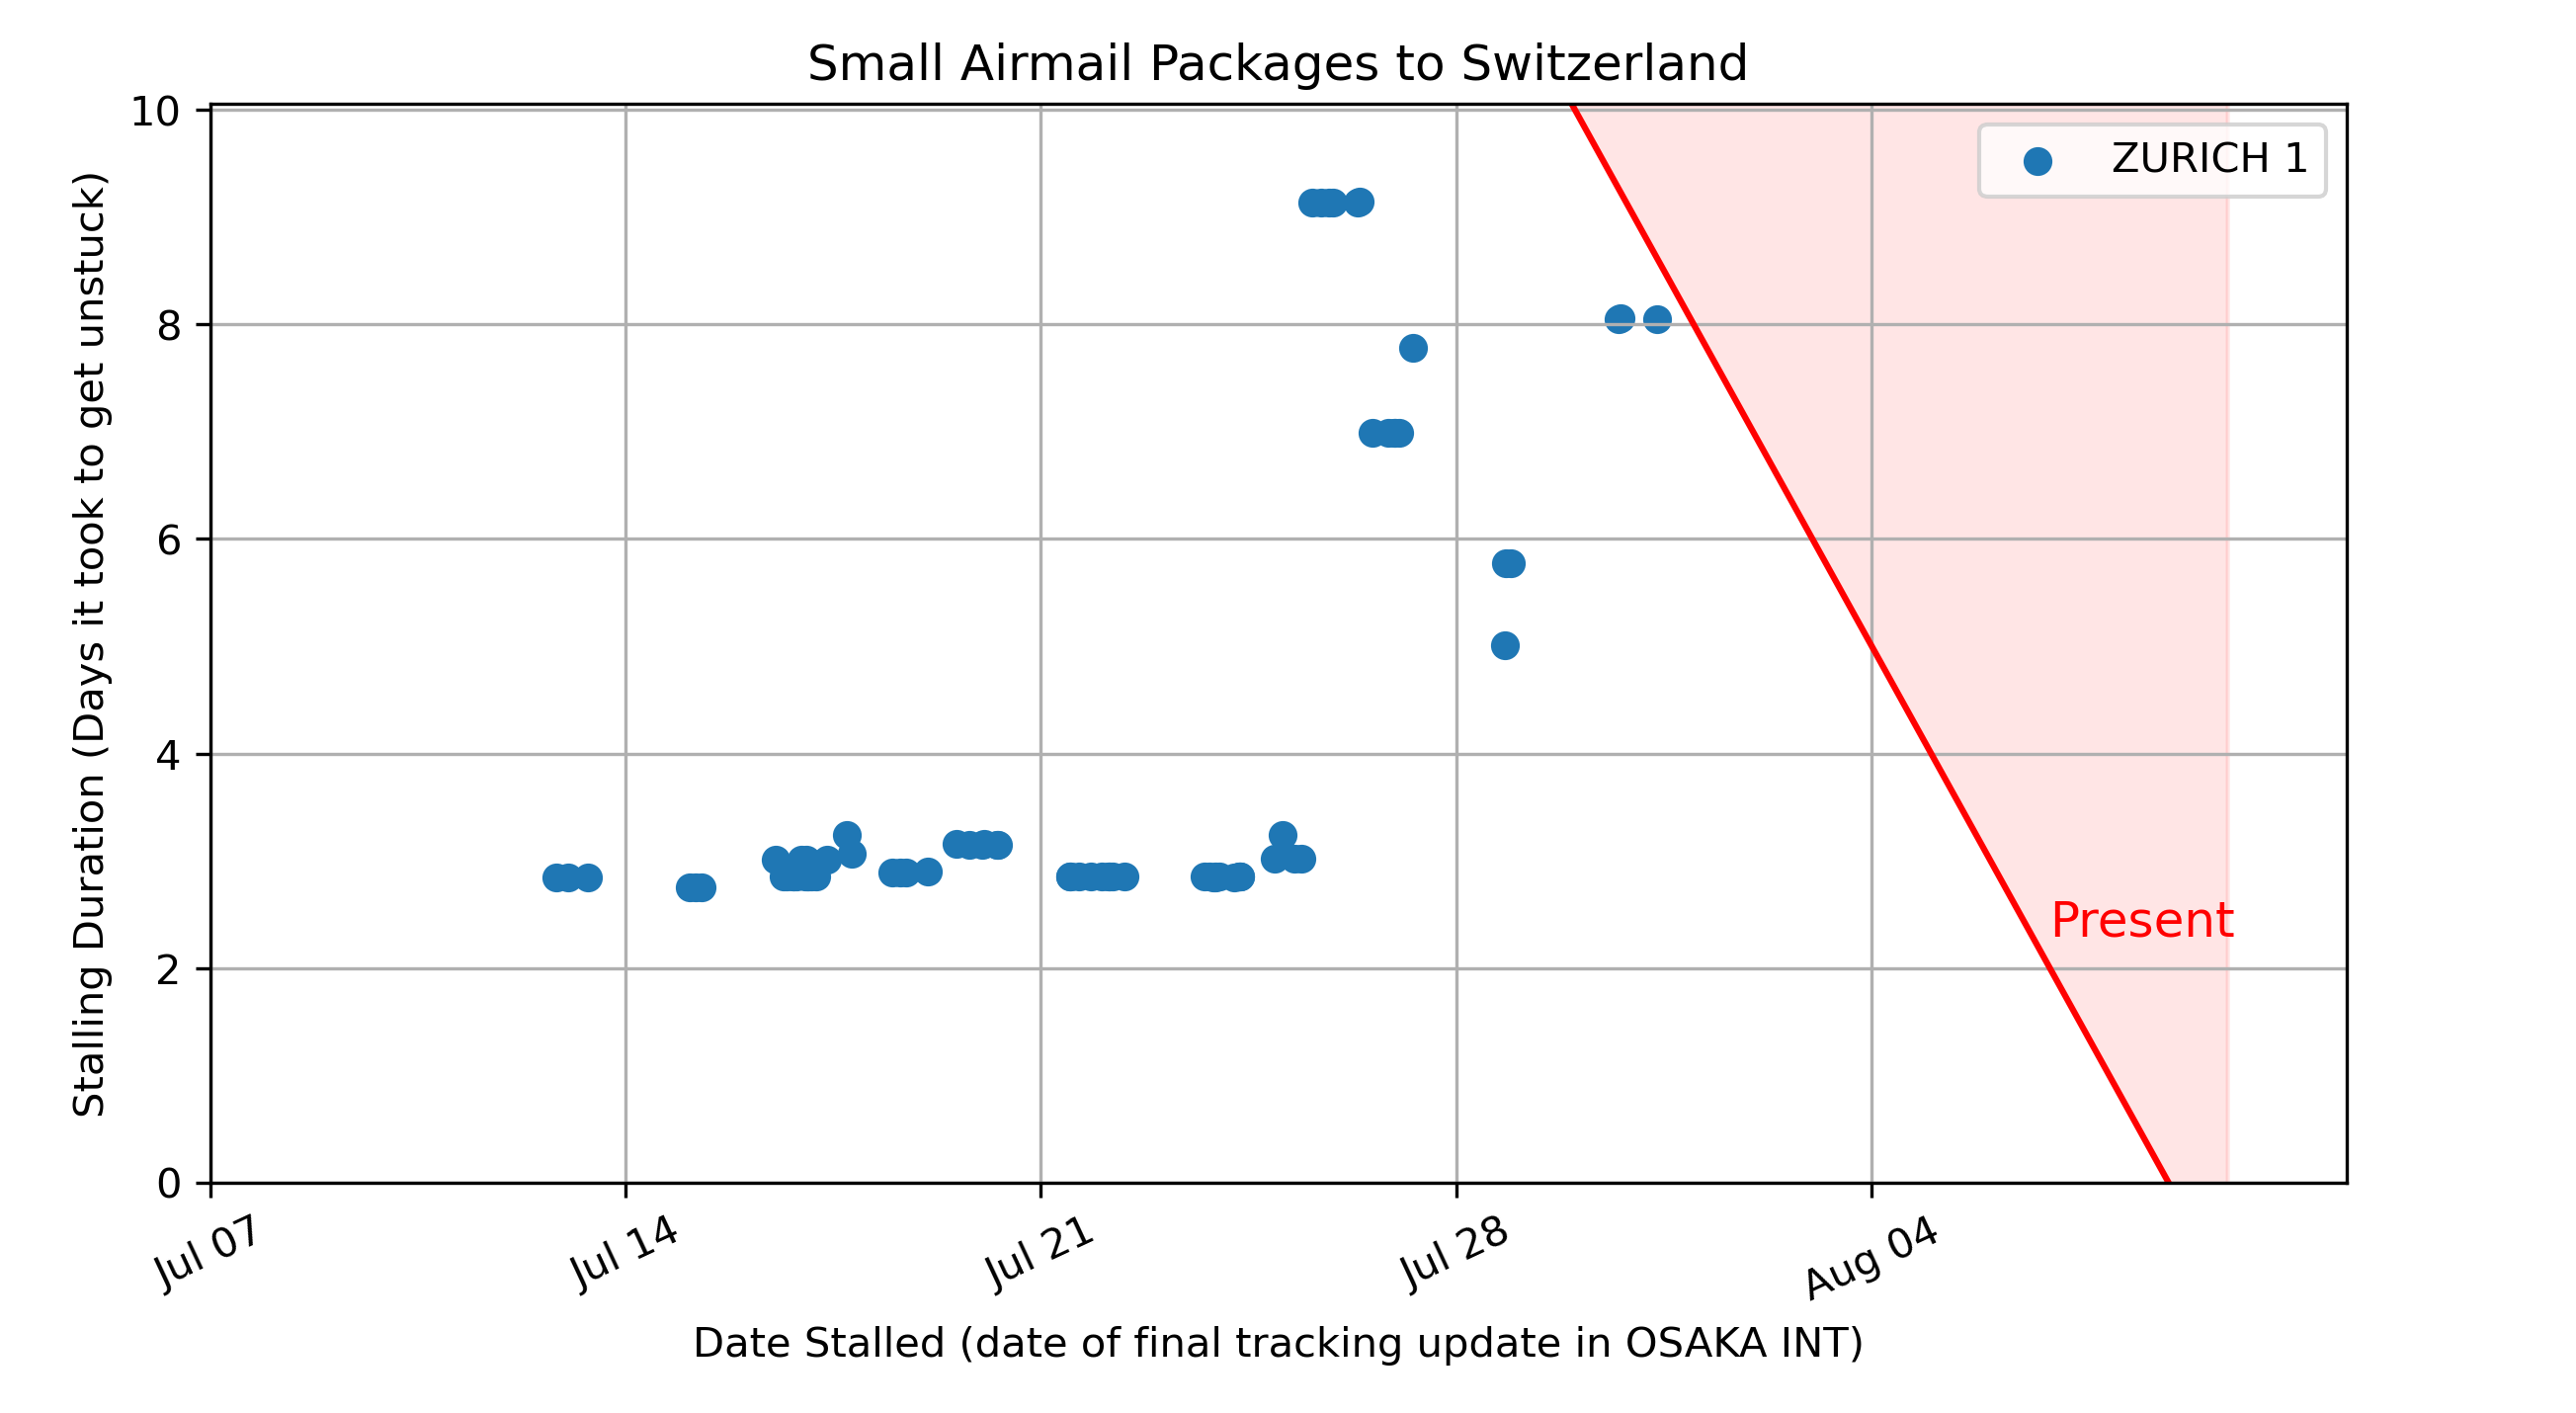 Small Airmail Packages to Switzerland
Stalling Duration (Days it took to get unstuck)
10
8
6
4
2
0
ZURICH 1
Present
Jul 07
Jul 14
Jul 21
Jul 28
Aug 04
Date Stalled (date of final tracking update in OSAKA INT)